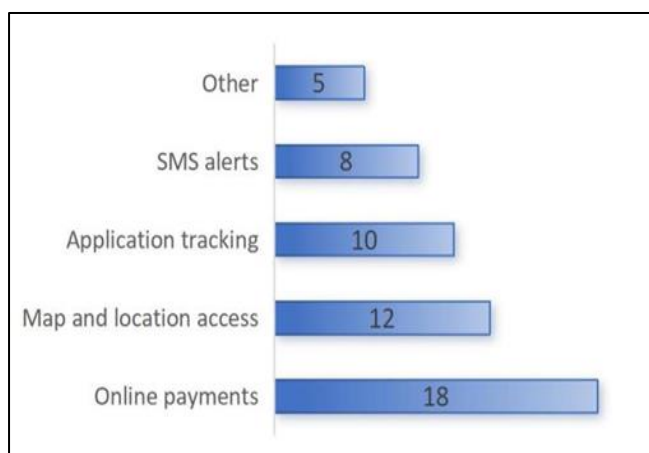 Other 5
SMS alerts 8
Application tracking 10
Map and location access 12
Online payments 18